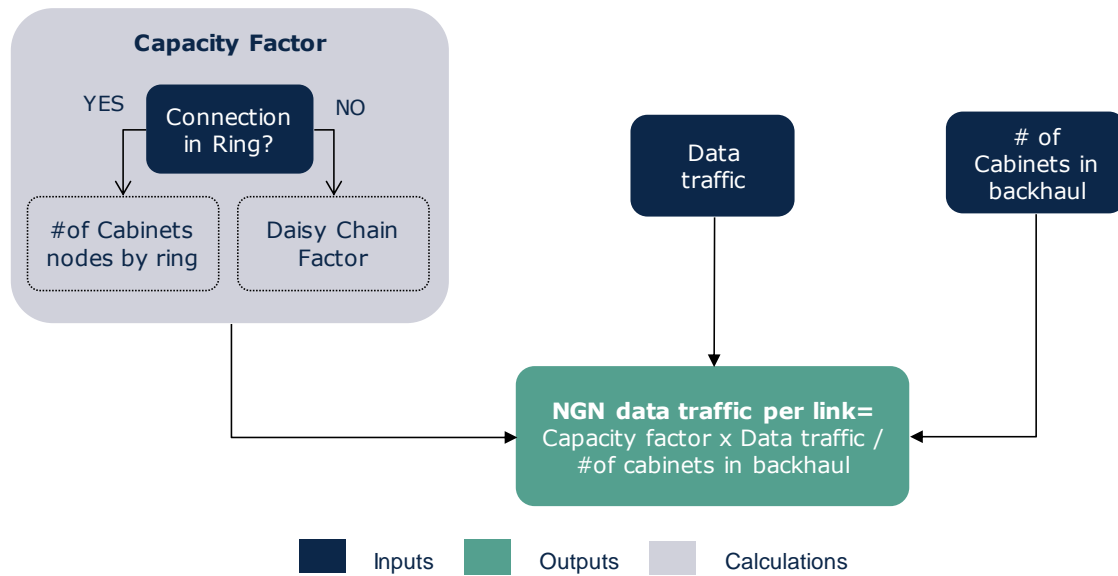 Capacity Factor
YES
NO
Connection
in Ring?
#of Cabinets
nodes by ring
Daisy Chain
Factor
Data
traffic
# of
Cabinets in
backhaul
NGN data traffic per link=
Capacity factor x Data traffic /
#of cabinets in backhaul
Inputs
Outputs
Calculations